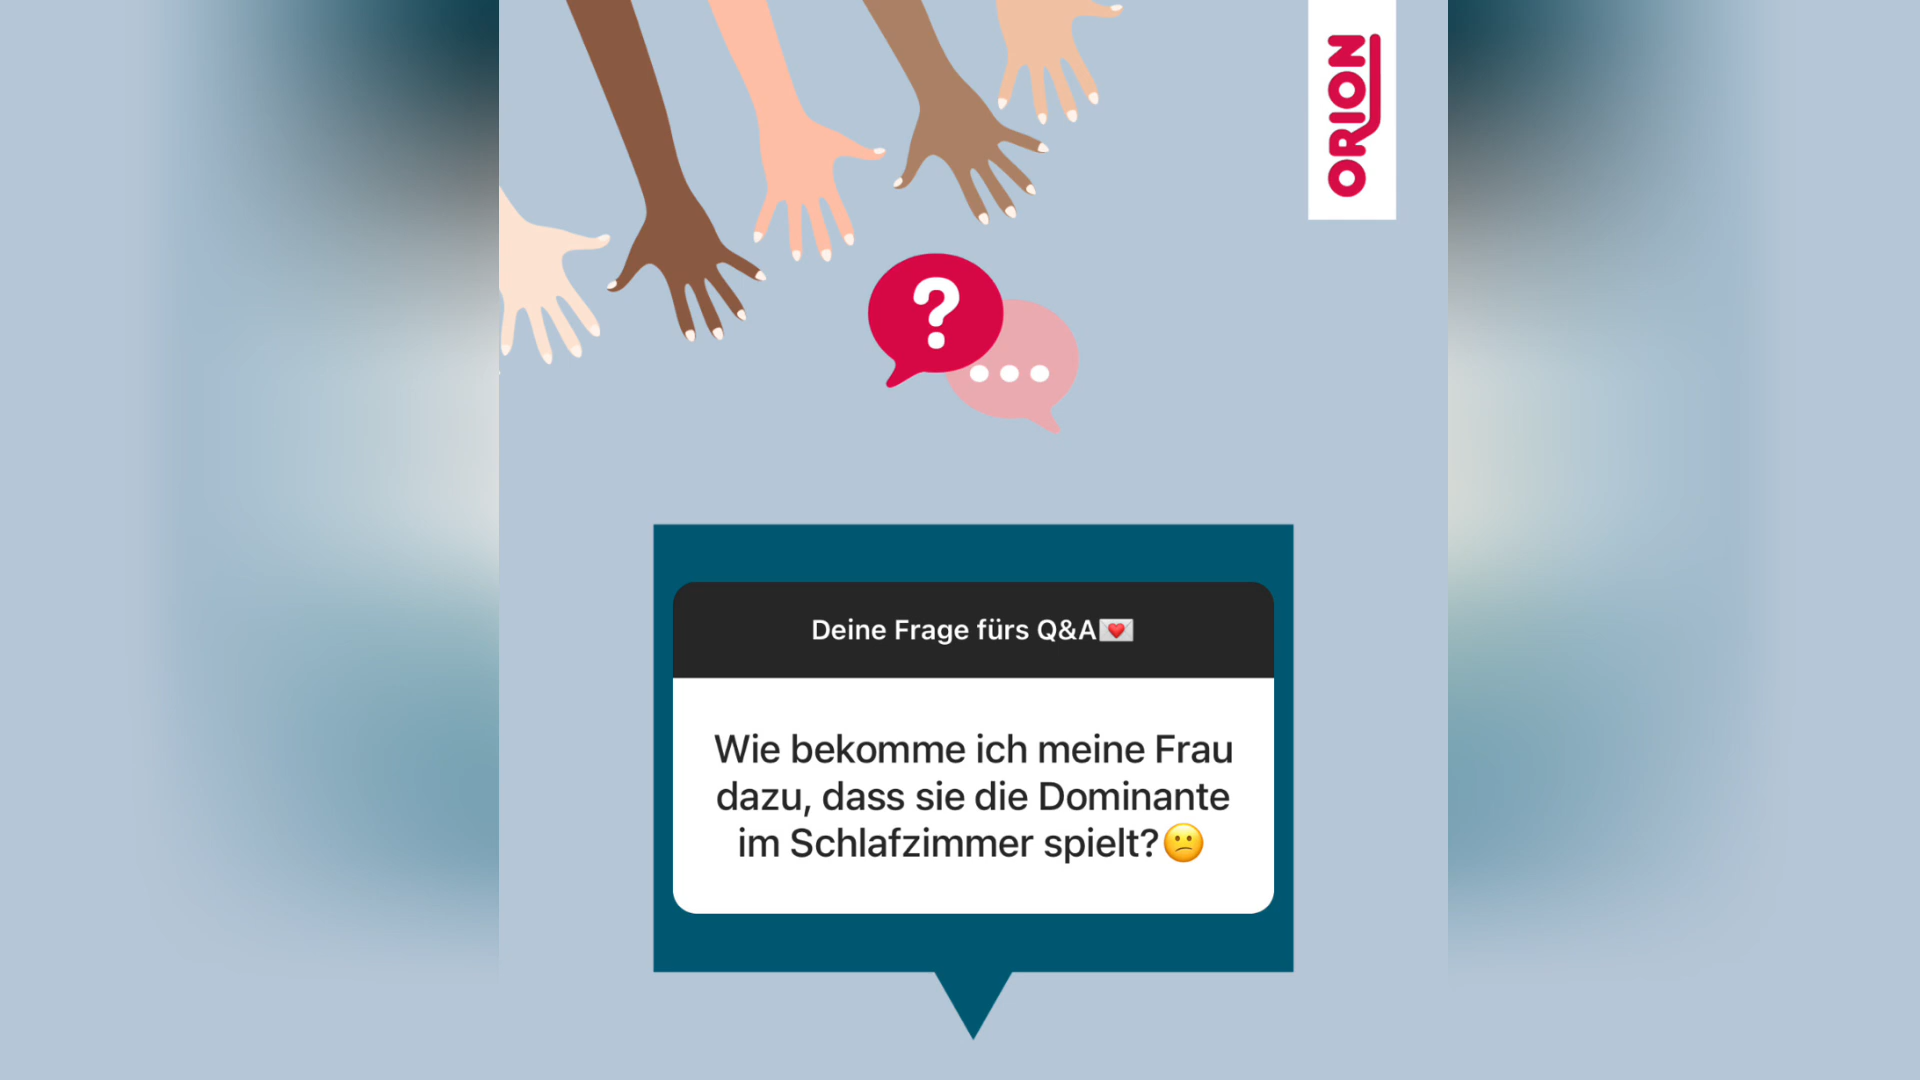 ORION
?
Deine Frage fürs Q&A💌
Wie bekomme ich meine Frau
dazu, dass sie die Dominante
im Schlafzimmer spielt?😕